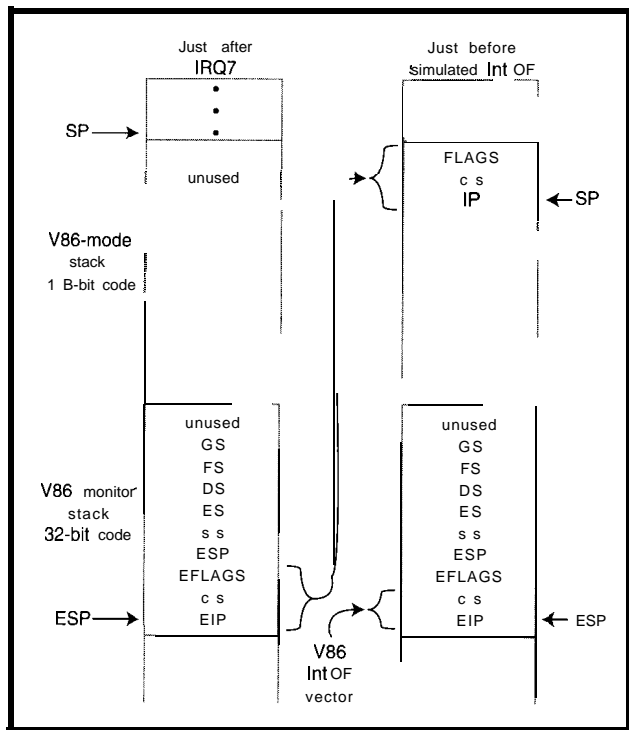 Just after
IRQ7
SP
unused
V86-mode
stack
1 B-bit code
Just before
simulated Int OF
FLAGS
c s
IP
SP
V86 monitor
stack
32-bit code
ESP
unused
GS
FS
DS
ES
s s
ESP
EFLAGS
c s
EIP
V86
Int OF
vector
unused
GS
FS
DS
ES
s s
ESP
EFLAGS
c s
EIP
ESP